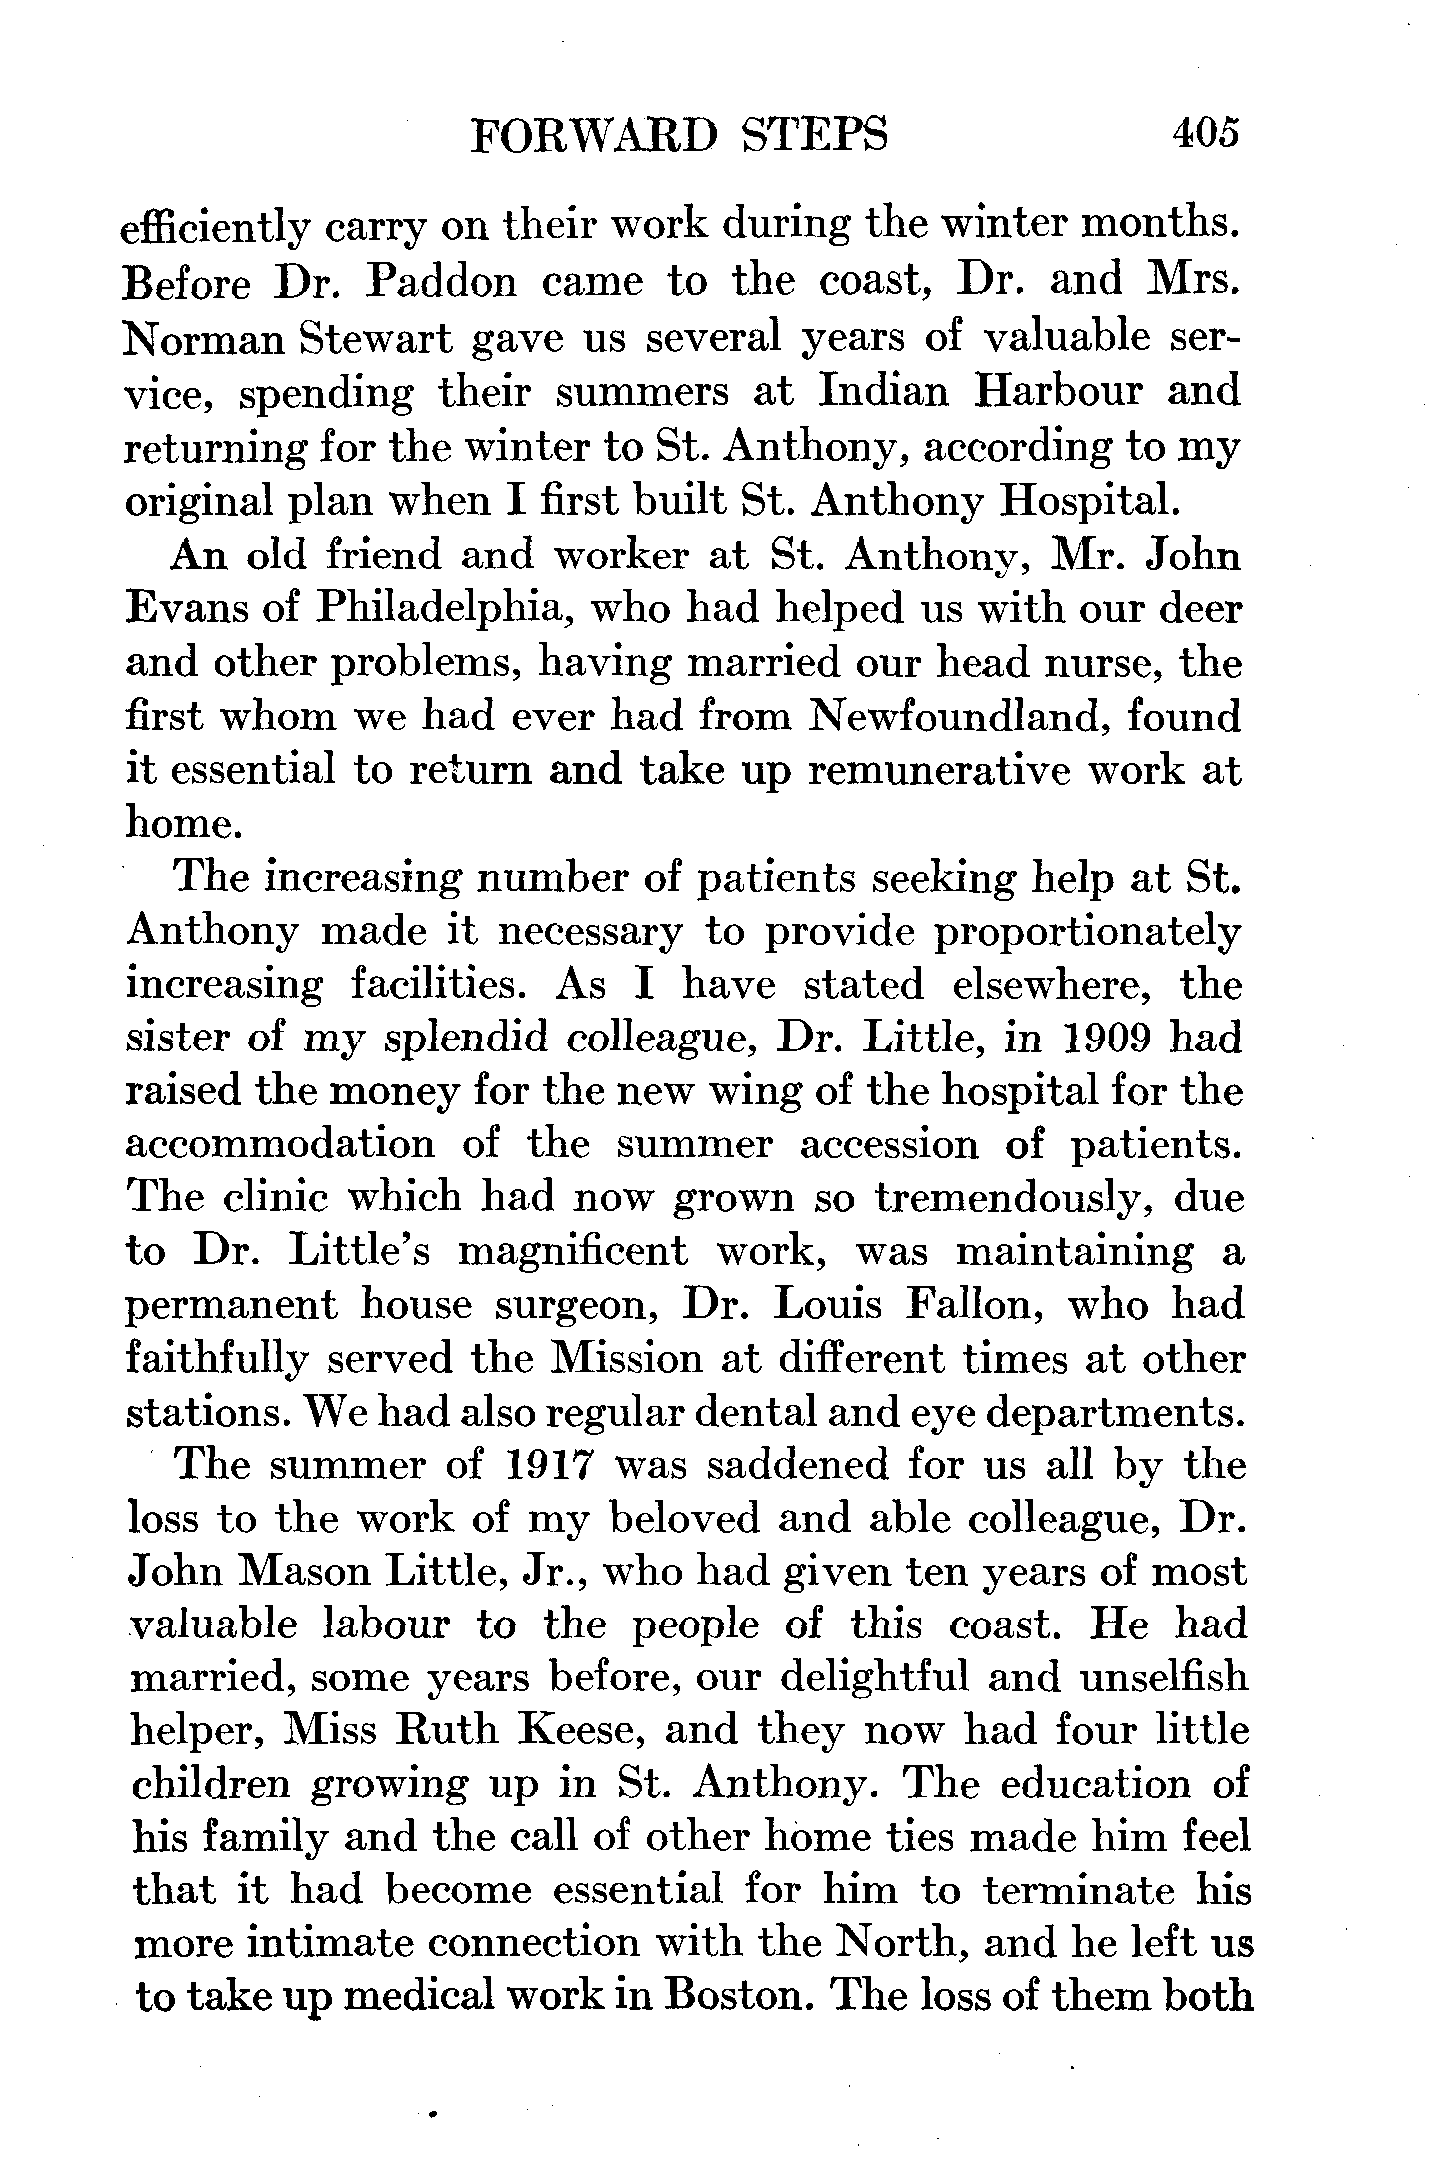 FORWARD STEPS 405
efficiently carry on their work during the winter months.
Before Dr. Paddon came to the coast, Dr. and Mrs.
Norman Stewart gave us several years of valuable ser-
vice, spending their summers at Indian Harbour and
returning for the winter to St. Anthony, according to my
original plan when I first built St. Anthony Hospital.
An old friend and worker at St. Anthony, Mr. John
Evans of Philadelphia, who had helped us with our deer
and other problems, having married our head nurse, the
first whom we had ever had from Newfoundland, found
it essential to return and take up remunerative work at
home.
The increasing number of patients seeking help at St.
Anthony made it necessary to provide proportionately
increasing facilities. As I have stated elsewhere, the
sister of my splendid colleague, Dr. Little, in 1909 had
raised the money for the new wing of the hospital for the
accommodation of the summer accession of patients.
The clinic which had now grown so tremendously, due
to Dr. Little's magnificent work, was maintaining a
permanent house surgeon, Dr. Louis Fallon, who had
faithfully served the Mission at different times at other
stations. We had also regular dental and eye departments.
The summer of 1917 was saddened for us all by the
loss to the work of my beloved and able colleague, Dr.
John Mason Little, Jr., who had given ten years of most
valuable labour to the people of this coast. He had
married, some years before, our delightful and unselfish
helper, Miss Ruth Keese, and they now had four little
children growing up in St. Anthony. The education of
his family and the call of other home ties made him feel
that it had become essential for him to terminate his
more intimate connection with the North, and he left us
to take up medical work in Boston. The loss of them both